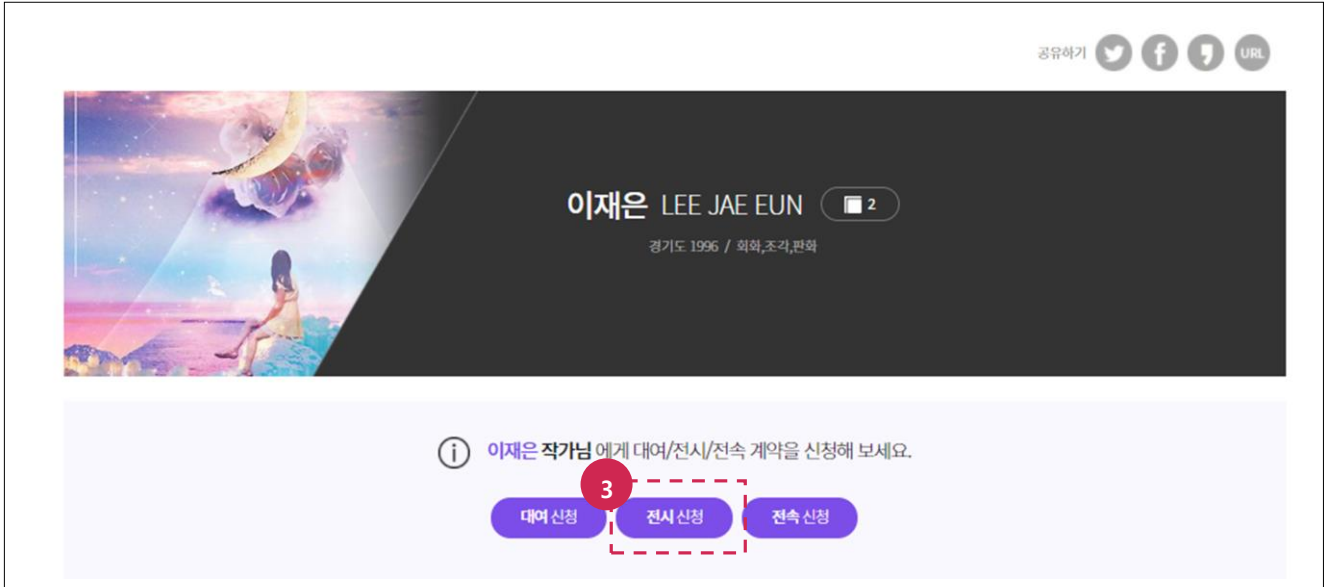 공유하기 URL
이재은 LEE JAE EUN 2
경기도 1996 / 회화,조각,판화
이재은 작가님 에게 대여/전시/전속 계약을 신청해 보세요.
3
대여 신청 전시 신청 전속 신청